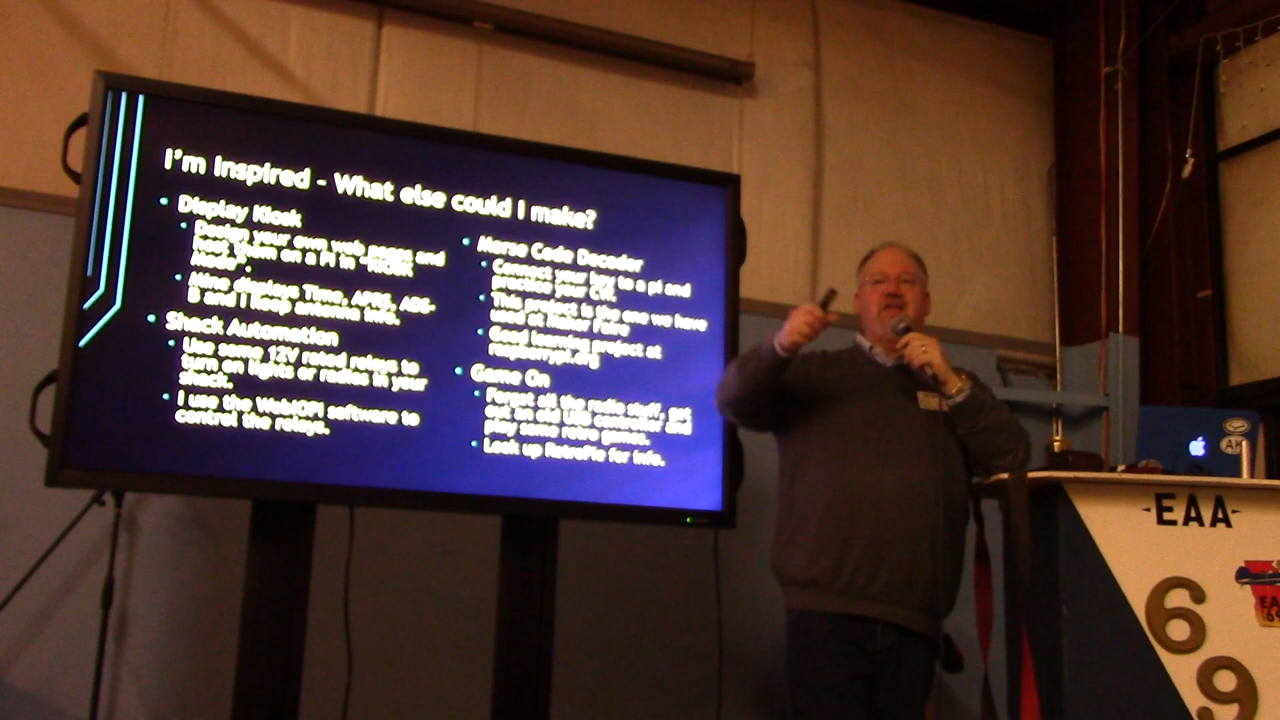 I'm Inspired - What else could I make?
Display Kiosk
Design your own web pages and
host them on a Pi in "Kiosk
Mode".
Mine displays Time, APRS, ADS-
B and I keep antenna info.
Shack Automation
Use some 12V rated relays to
turn on lights or radios in your
shack.
I use the WebIOPi software to
control the relays.
Morse Code Decoder
Connect your key to a pi and
practice your CW.
This project is the one we have
used at Maker Faire
Good learning project at
raspberrypi.org
Game On
Forget all the radio stuff, get
out an old USB controller and
play some retro games.
Look up RetroPie for info.
EAA
69